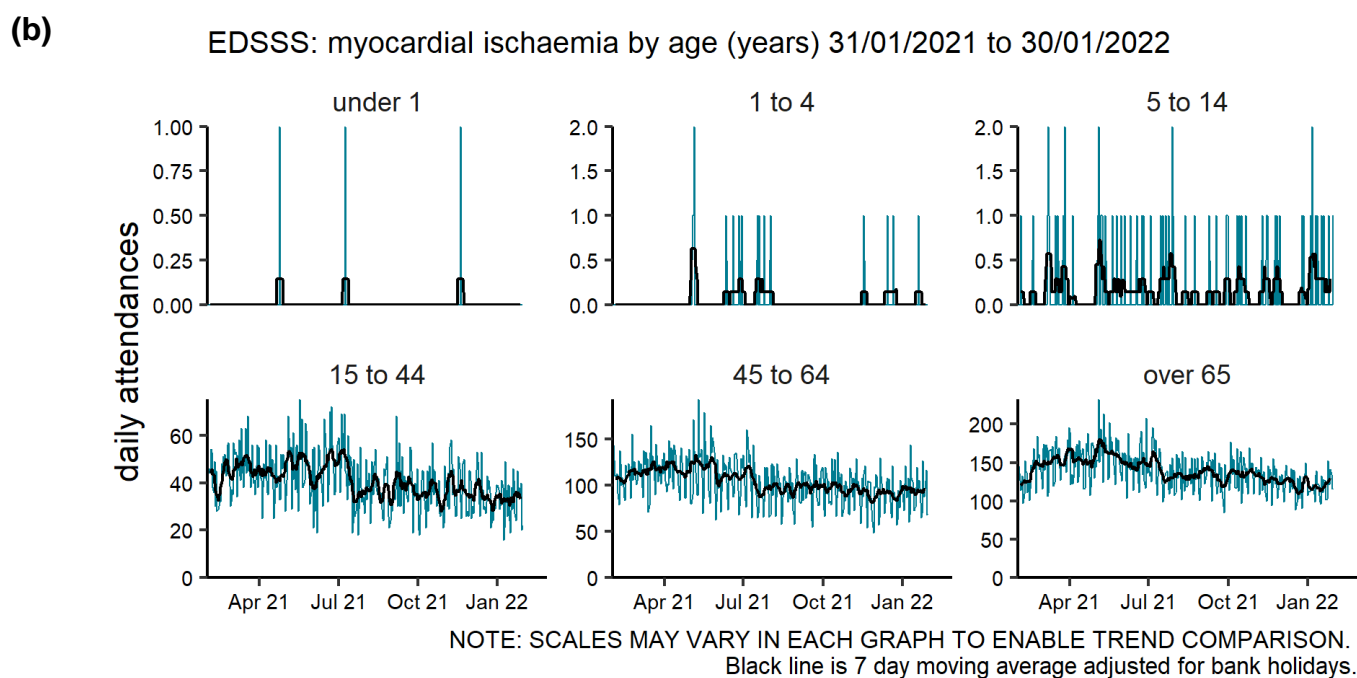 (b)
EDSSS: myocardial ischaemia by age (years) 31/01/2021 to 30/01/2022
daily attendances
under 1
1.00
0.75
0.50
0.25
0.00
1 to 4
2.0
1.5
1.0
0.5
0.0
5 to 14
2.0
1.5
1.0
0.5
0.0
15 to 44
60
40
20
0
Apr 21 Jul 21 Oct 21 Jan 22
45 to 64
150
100
50
0
Apr 21 Jul 21 Oct 21 Jan 22
over 65
200
150
100
50
0
Apr 21 Jul 21 Oct 21 Jan 22
NOTE: SCALES MAY VARY IN EACH GRAPH TO ENABLE TREND COMPARISON.
Black line is 7 day moving average adjusted for bank holidays.